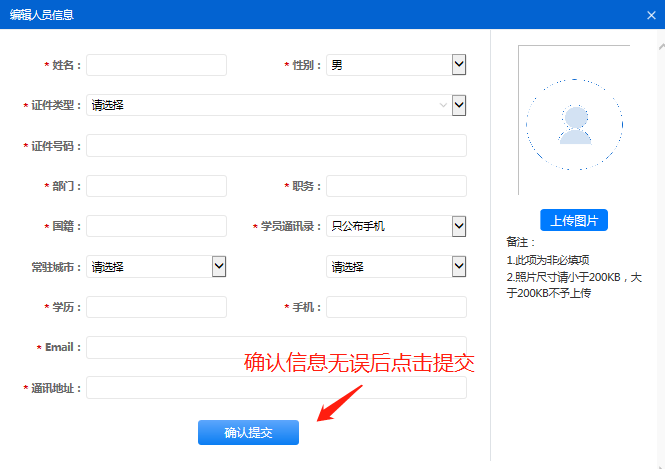 编辑人员信息
* 姓名：
* 性别： 男
* 证件类型： 请选择
* 证件号码：
* 部门：
* 职务：
* 国籍：
* 学员通讯录： 只公布手机
常驻城市： 请选择
请选择
* 学历：
* 手机：
* Email：
* 通讯地址：
确认信息无误后点击提交
确认提交
上传图片
备注：
1.此项为非必填项
2.照片尺寸请小于200KB，大
于200KB不予上传